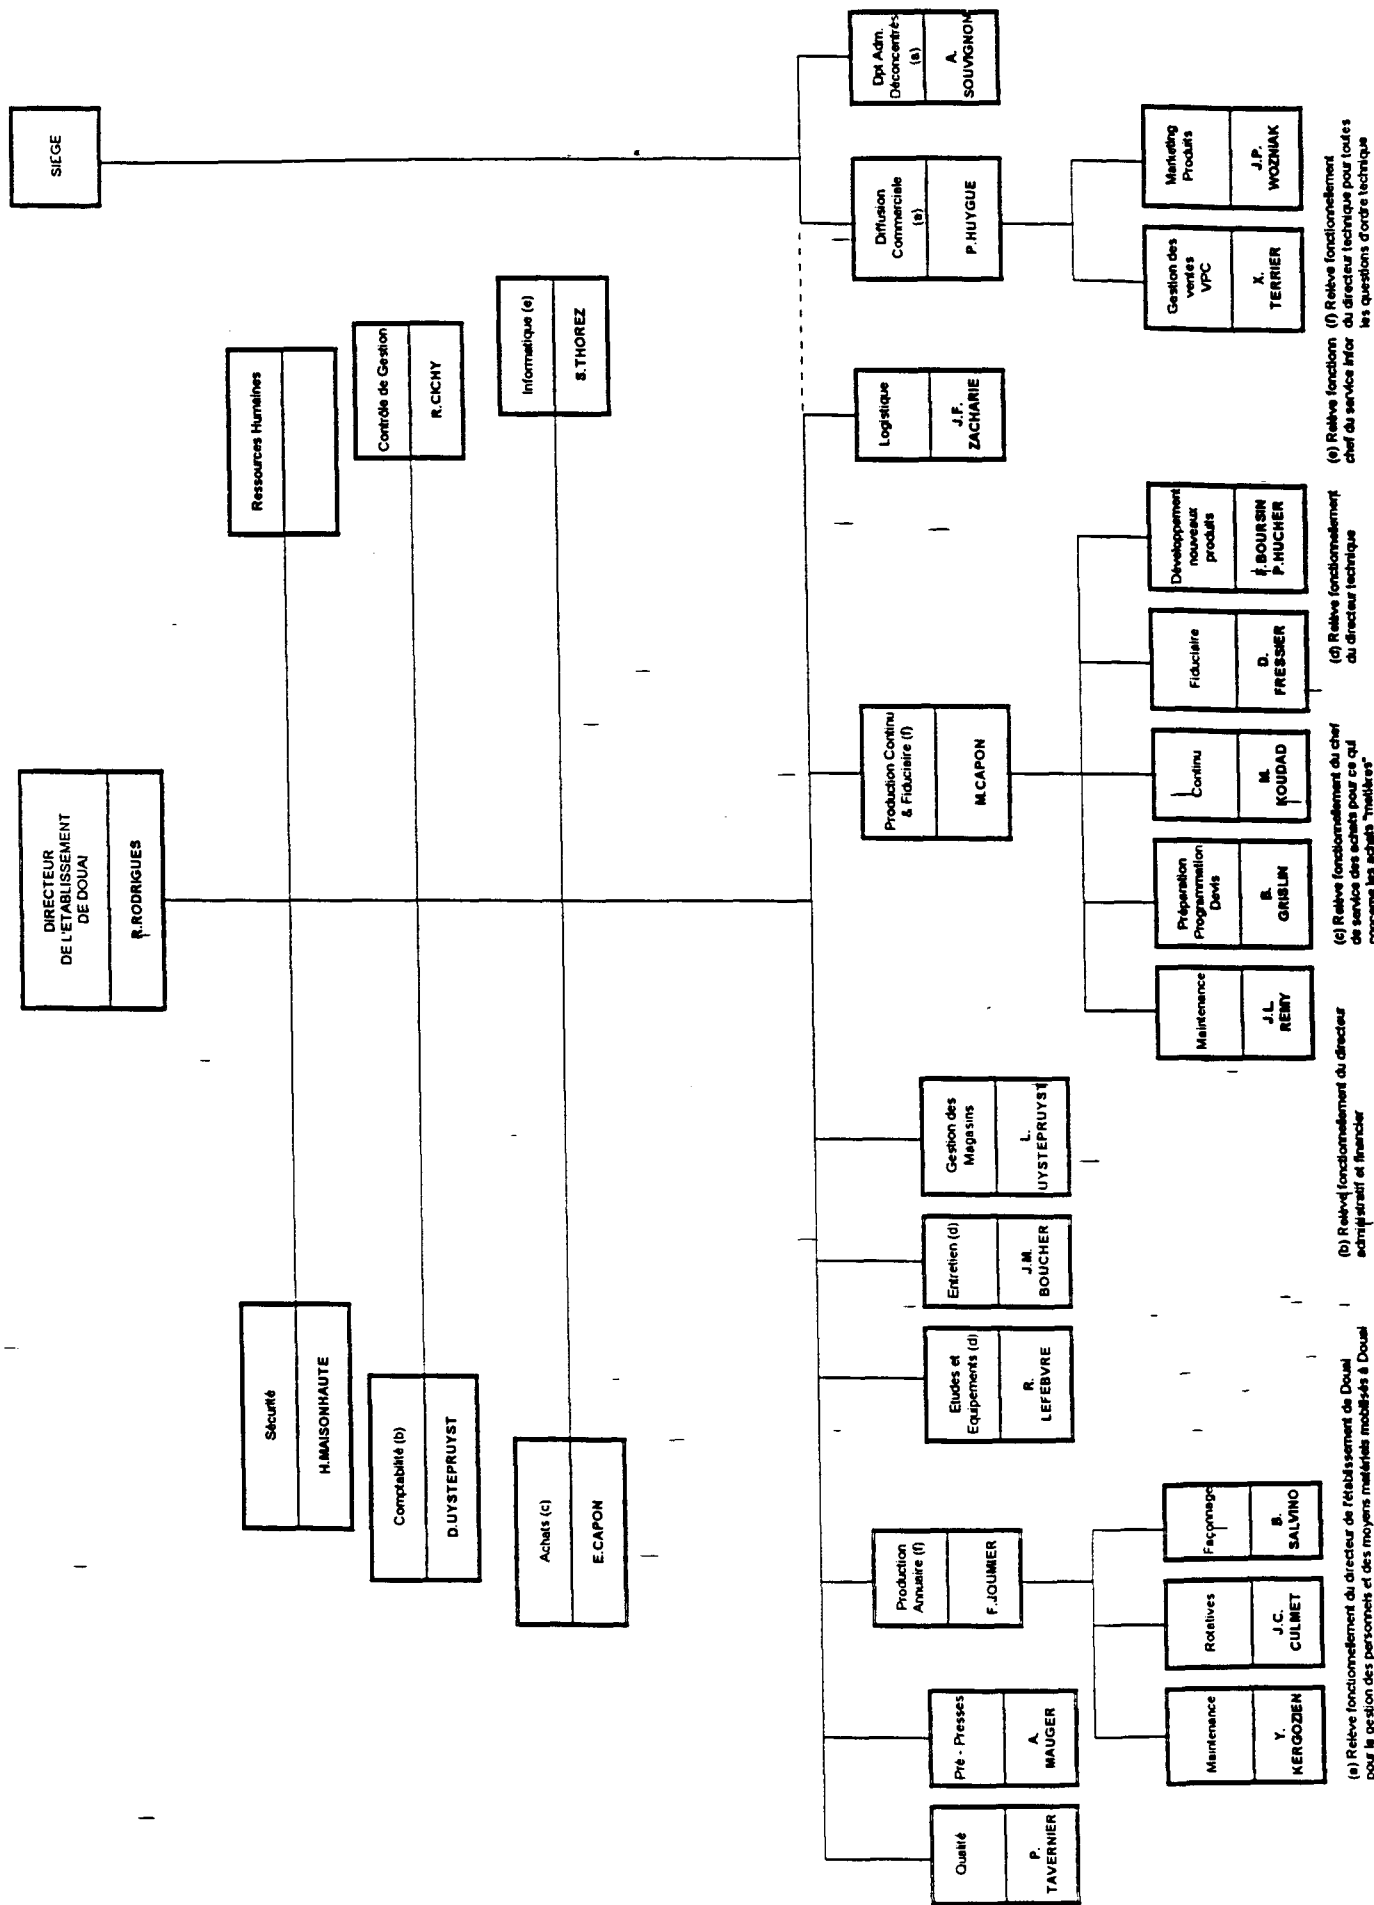 SIEGE
DIRECTEUR
DE L'ETABLISSEMENT
DE DOUAI
R.RODRIGUES
Sécurité
H.MAISONHAUTE
Ressources Humaines
Comptabilité (b)
D.UYSTEPRUYST
Contrôle de Gestion
R.CICHY
Achats (c)
E.CAPON
Informatique (e)
S.THOREZ
Qualité
P.
TAVERNIER
Pré - Presses
A.
MAUGER
Production
Annuaire (f)
F.JOUMIER
Etudes et
Equipements (d)
R.
LEFEBVRE
Entretien (d)
J.M.
BOUCHER
Gestion des
Magasins
L.
UYSTEPRUYST
Production Continu
& Fiduciaire (f)
M.CAPON
Logistique
J.F.
ZACHARIE
Diffusion
Commerciale
(a)
P.HUYGUE
Dpt Adm.
Déconcentrés
(a)
A.
SOUVIGNON
Maintenance
Y.
KERGOZIEN
Rotatives
J.C.
CULMET
Façonnage
B.
SALVINO
Maintenance
J.L.
REMY
Préparation
Programmation
Devis
B.
GRISLIN
Continu
M.
KOUDAD
Fiduciaire
D.
FRESSIER
Développement
nouveaux
produits
F.BOURSIN
P.HUCHER
Gestion des
ventes
VPC
X.
TERRIER
Marketing
Produits
J.P.
WOZNIAK
(a) Relève fonctionnellement du directeur de l'établissement de Douai
pour la gestion des personnels et des moyens matériels mobilisés à Douai
(b) Relève fonctionnellement du directeur
administratif et financier
(c) Relève fonctionnellement du chef
de service des achats pour ce qui
concerne les achats "matières"
(d) Relève fonctionnellement
du directeur technique
(e) Relève fonctionn
chef du service infor
(f) Relève fonctionnellement
du directeur technique pour toutes
les questions d'ordre technique